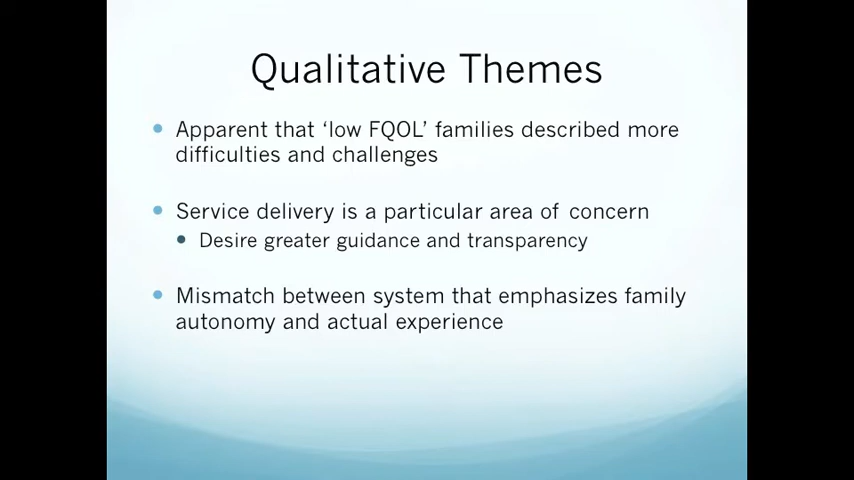 Qualitative Themes
Apparent that ‘low FQOL’ families described more
difficulties and challenges
Service delivery is a particular area of concern
Desire greater guidance and transparency
Mismatch between system that emphasizes family
autonomy and actual experience